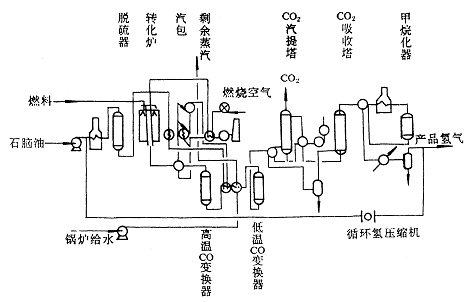 脱硫器
转化炉
汽包
剩余蒸汽
CO₂汽提塔
CO₂吸收塔
甲烷化器
燃料
燃烧空气
CO₂
石脑油
产品氢气
锅炉给水
高温CO变换器
低温CO变换器
循环氢压缩机